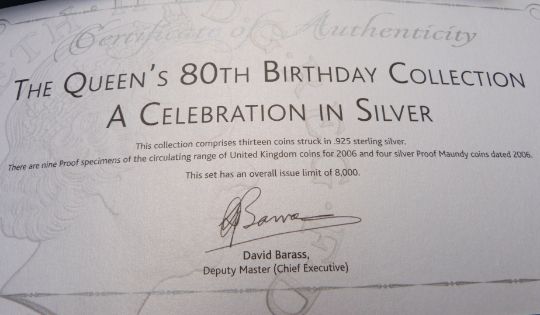 Certificate of Authenticity
THE QUEEN'S 80TH BIRTHDAY COLLECTION
A CELEBRATION IN SILVER
This collection comprises thirteen coins struck in .925 sterling silver.
There are nine Proof specimens of the circulating range of United Kingdom coins for 2006 and four silver Proof Maundy coins dated 2006.
This set has an overall issue limit of 8,000.
David Barass,
Deputy Master (Chief Executive)